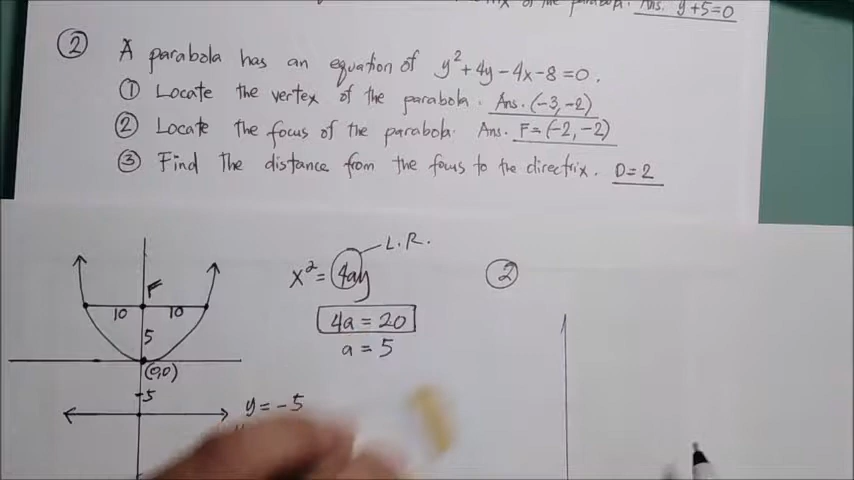 of the parabola. Ans. y+5=0
② A parabola has an equation of y²+4y-4x-8=0.
① Locate the vertex of the parabola. Ans. (-3,-2)
② Locate the focus of the parabola. Ans. F=(-2,-2)
③ Find the distance from the focus to the directrix. D=2
L.R.
x² = 4ay
②
F
10 10
4a = 20
5
a = 5
(0,0)
-5
y = -5